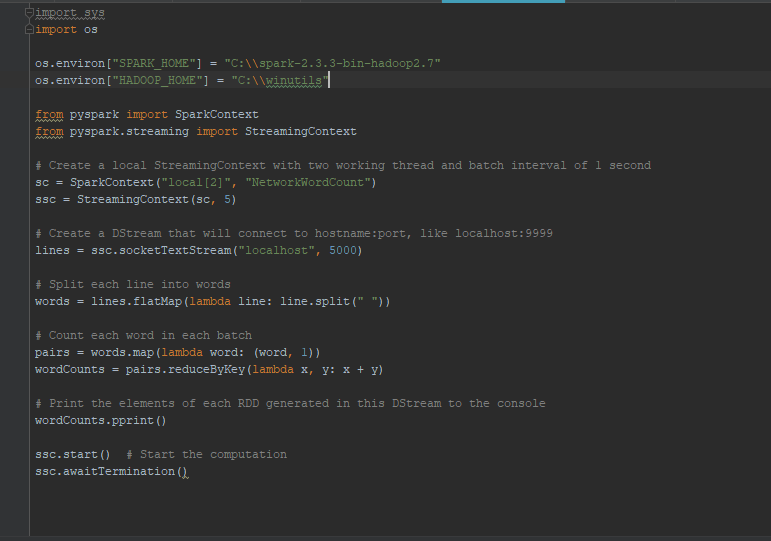 import sys
import os
os.environ["SPARK_HOME"] = "C:\\spark-2.3.3-bin-hadoop2.7"
os.environ["HADOOP_HOME"] = "C:\\winutils"
from pyspark import SparkContext
from pyspark.streaming import StreamingContext
# Create a local StreamingContext with two working thread and batch interval of 1 second
sc = SparkContext("local[2]", "NetworkWordCount")
ssc = StreamingContext(sc, 5)
# Create a DStream that will connect to hostname:port, like localhost:9999
lines = ssc.socketTextStream("localhost", 5000)
# Split each line into words
words = lines.flatMap(lambda line: line.split(" "))
# Count each word in each batch
pairs = words.map(lambda word: (word, 1))
wordCounts = pairs.reduceByKey(lambda x, y: x + y)
# Print the elements of each RDD generated in this DStream to the console
wordCounts.pprint()
ssc.start()  # Start the computation
ssc.awaitTermination()